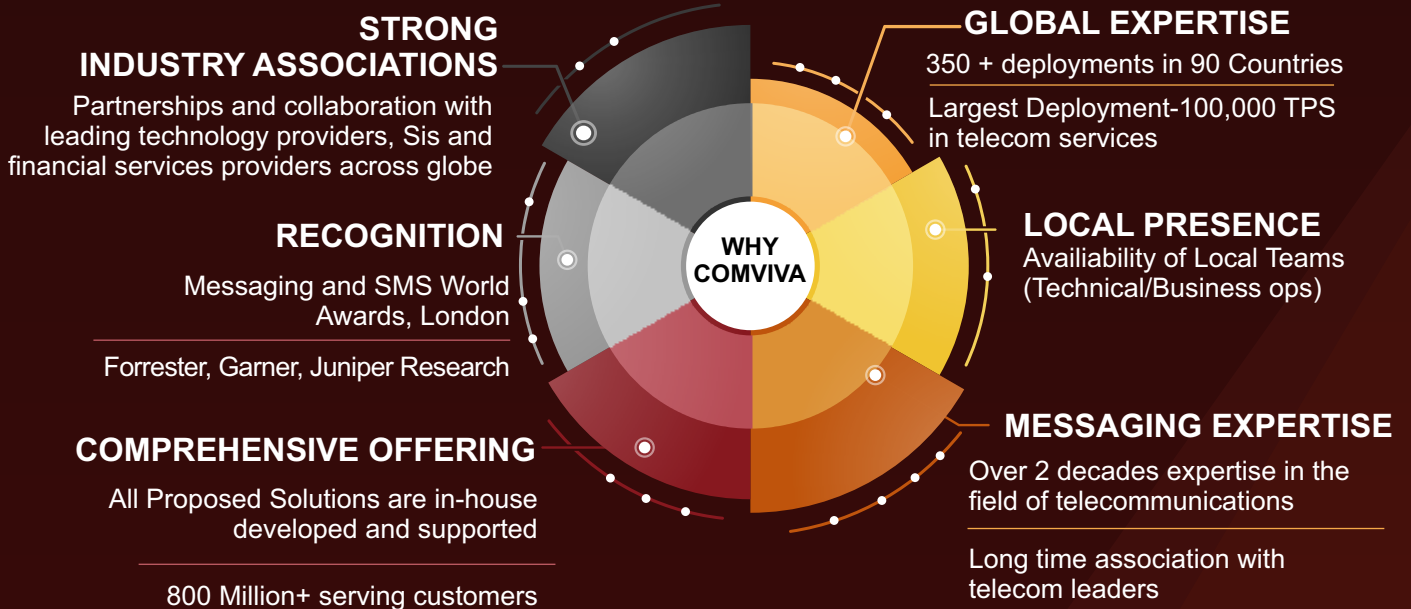 STRONG
INDUSTRY ASSOCIATIONS
Partnerships and collaboration with
leading technology providers, Sis and
financial services providers across globe
RECOGNITION
Messaging and SMS World
Awards, London
Forrester, Garner, Juniper Research
COMPREHENSIVE OFFERING
All Proposed Solutions are in-house
developed and supported
800 Million+ serving customers
WHY
COMVIVA
GLOBAL EXPERTISE
350 + deployments in 90 Countries
Largest Deployment-100,000 TPS
in telecom services
LOCAL PRESENCE
Availiability of Local Teams
(Technical/Business ops)
MESSAGING EXPERTISE
Over 2 decades expertise in the
field of telecommunications
Long time association with
telecom leaders